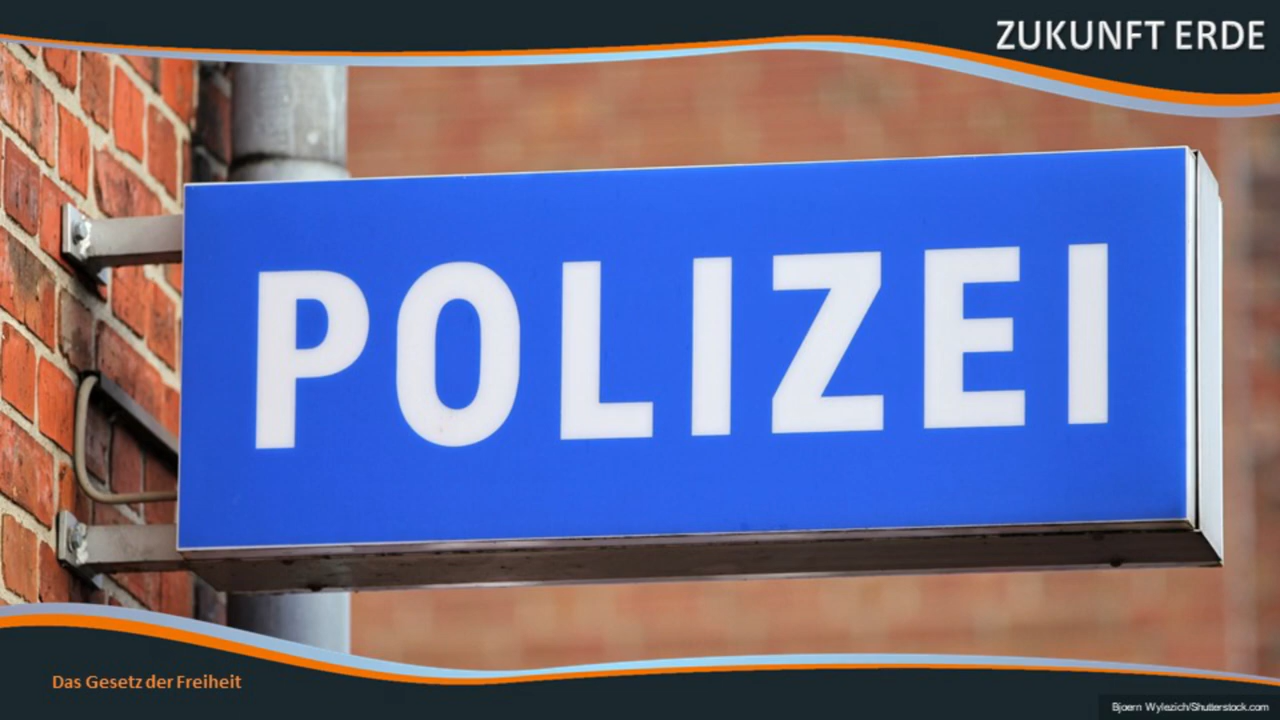 ZUKUNFT ERDE
POLIZEI
Das Gesetz der Freiheit
Bjoern Wylezich/Shutterstock.com